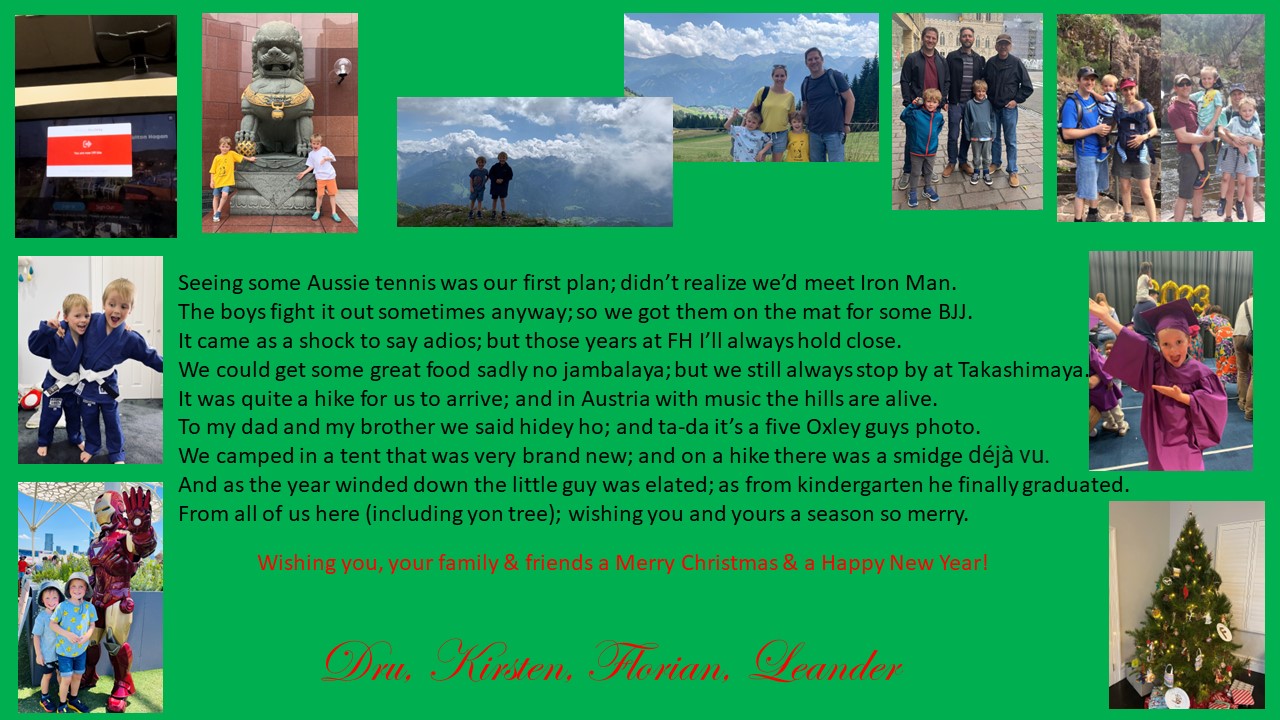 Seeing some Aussie tennis was our first plan; didn't realize we'd meet Iron Man.
The boys fight it out sometimes anyway; so we got them on the mat for some BJJ.
It came as a shock to say adios; but those years at FH I'll always hold close.
We could get some great food sadly no jambalaya; but we still always stop by at Takashimaya.
It was quite a hike for us to arrive; and in Austria with music the hills are alive.
To my dad and my brother we said hidey ho; and ta-da it's a five Oxley guys photo.
We camped in a tent that was very brand new; and on a hike there was a smidge déjà vu.
And as the year winded down the little guy was elated; as from kindergarten he finally graduated.
From all of us here (including yon tree); wishing you and yours a season so merry.
Wishing you, your family & friends a Merry Christmas & a Happy New Year!
Dru, Kirsten, Florian, Leander